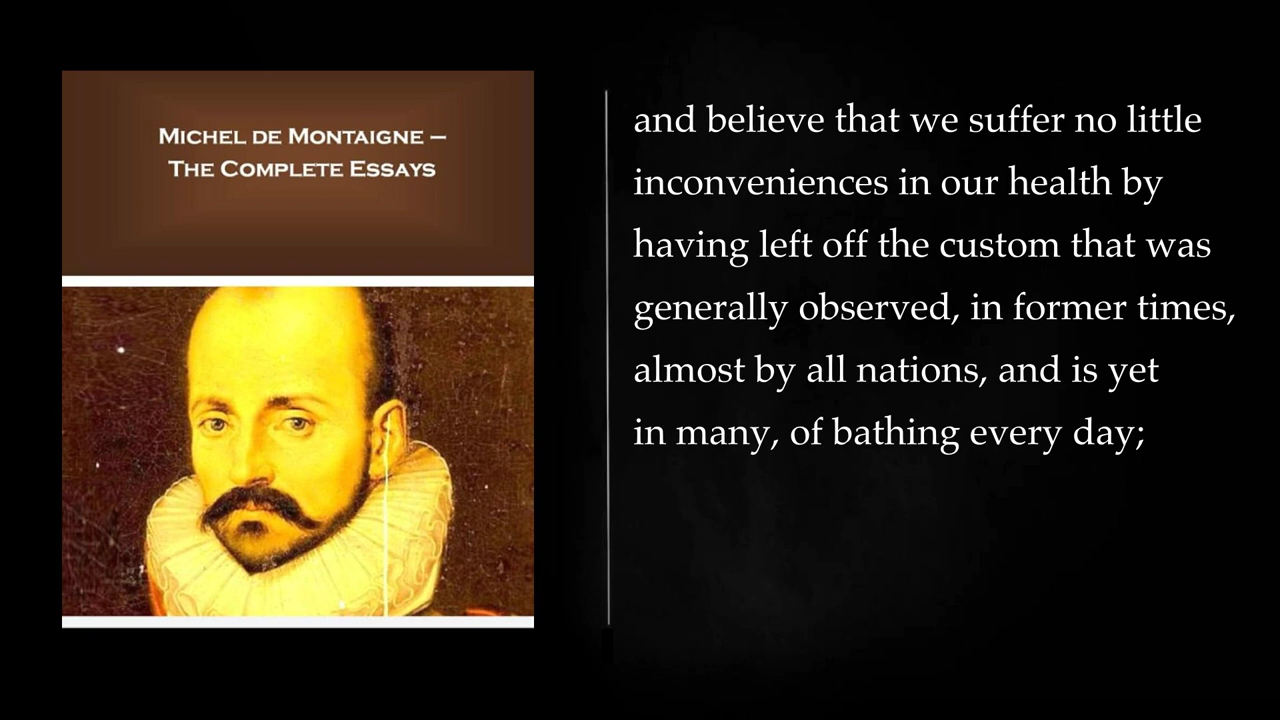 MICHEL DE MONTAIGNE –
THE COMPLETE ESSAYS
and believe that we suffer no little
inconveniences in our health by
having left off the custom that was
generally observed, in former times,
almost by all nations, and is yet
in many, of bathing every day;